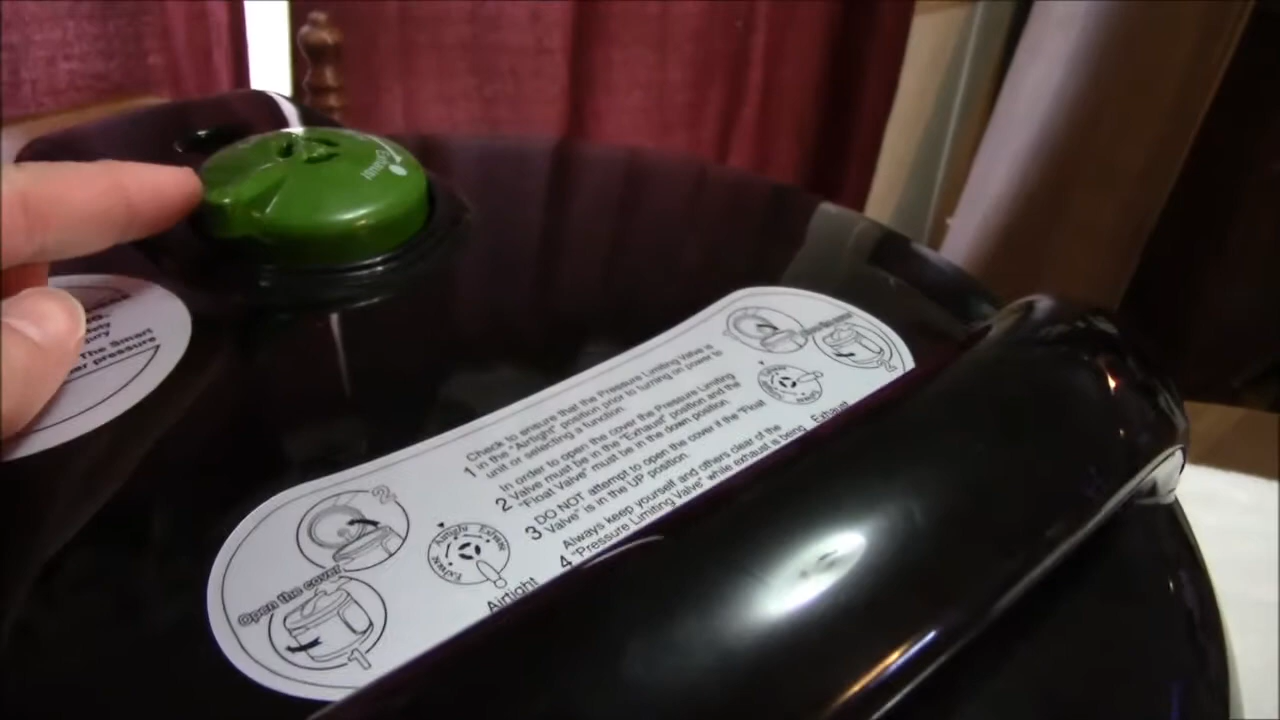 Exhaust
The Smart
er pressure
Check to ensure that the Pressure Limiting Valve is
1 in the "Airtight" position prior to turning on power to
unit or selecting a function.
In order to open the cover the Pressure Limiting
2 Valve must be in the "Exhaust" position and the
"Float Valve" must be in the down position.
3 DO NOT attempt to open the cover if the "Float
Valve" is in the UP position.
Always keep yourself and others clear of the
4 "Pressure Limiting Valve" while exhaust is being
Exhaust
2
2
Airtight
Open the cover
1